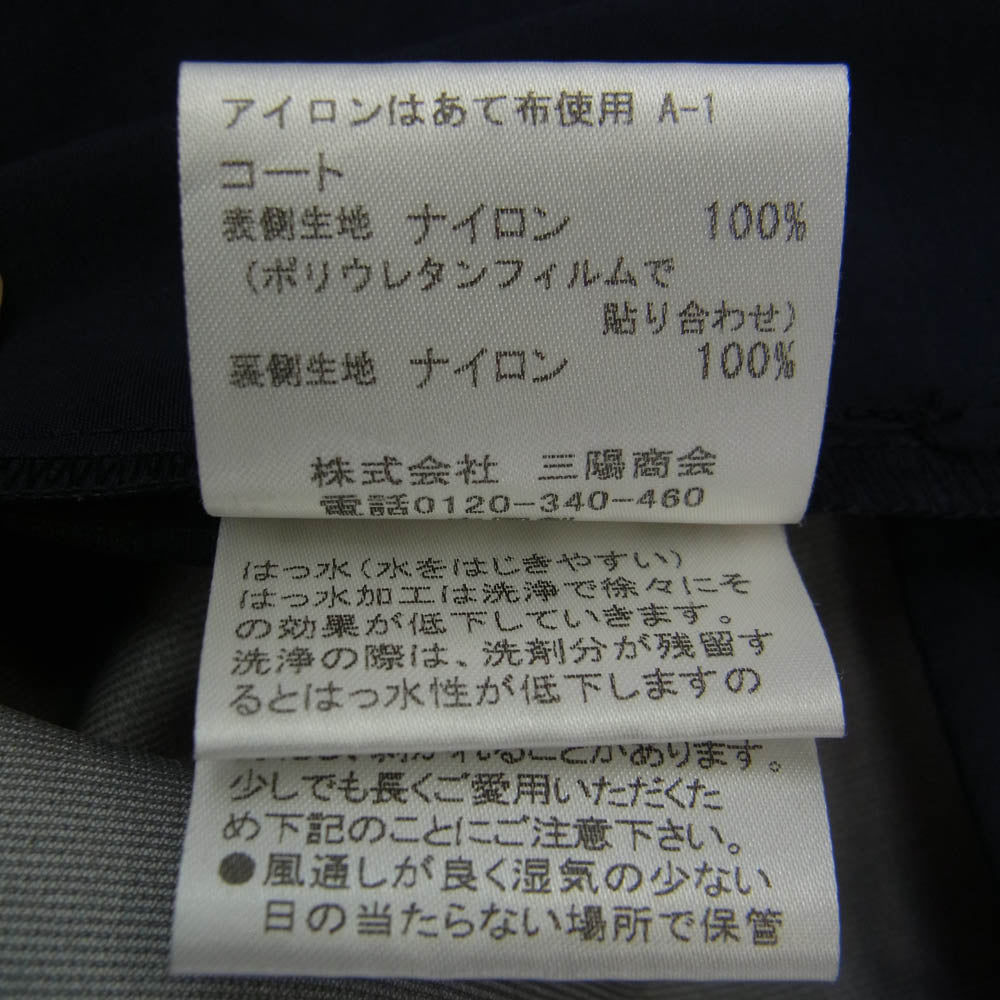 アイロンはあて布使用 A-1
コート
表側生地 ナイロン 100%
(ポリウレタンフィルムで
貼り合わせ)
裏側生地 ナイロン 100%
株式会社 三陽商会
電話0120-340-460
はっ水(水をはじきやすい)
はっ水加工は洗浄で徐々にそ
の効果が低下していきます。
洗浄の際は、洗剤分が残留す
るとはっ水性が低下しますの
れることがあります。
少しでも長くご愛用いただくた
め下記のことにご注意下さい。
●風通しが良く湿気の少ない
日の当たらない場所で保管